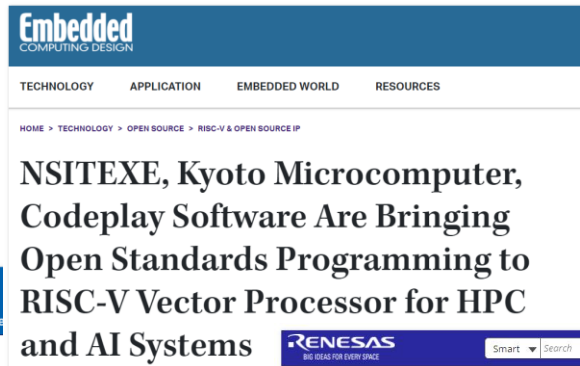 Embedded
COMPUTING DESIGN
TECHNOLOGY APPLICATION EMBEDDED WORLD RESOURCES
HOME > TECHNOLOGY > OPEN SOURCE > RISC-V & OPEN SOURCE IP
NSITEXE, Kyoto Microcomputer,
Codeplay Software Are Bringing
Open Standards Programming to
RISC-V Vector Processor for HPC
and AI Systems
RENESAS
BIG IDEAS FOR EVERY SPACE
Smart Search